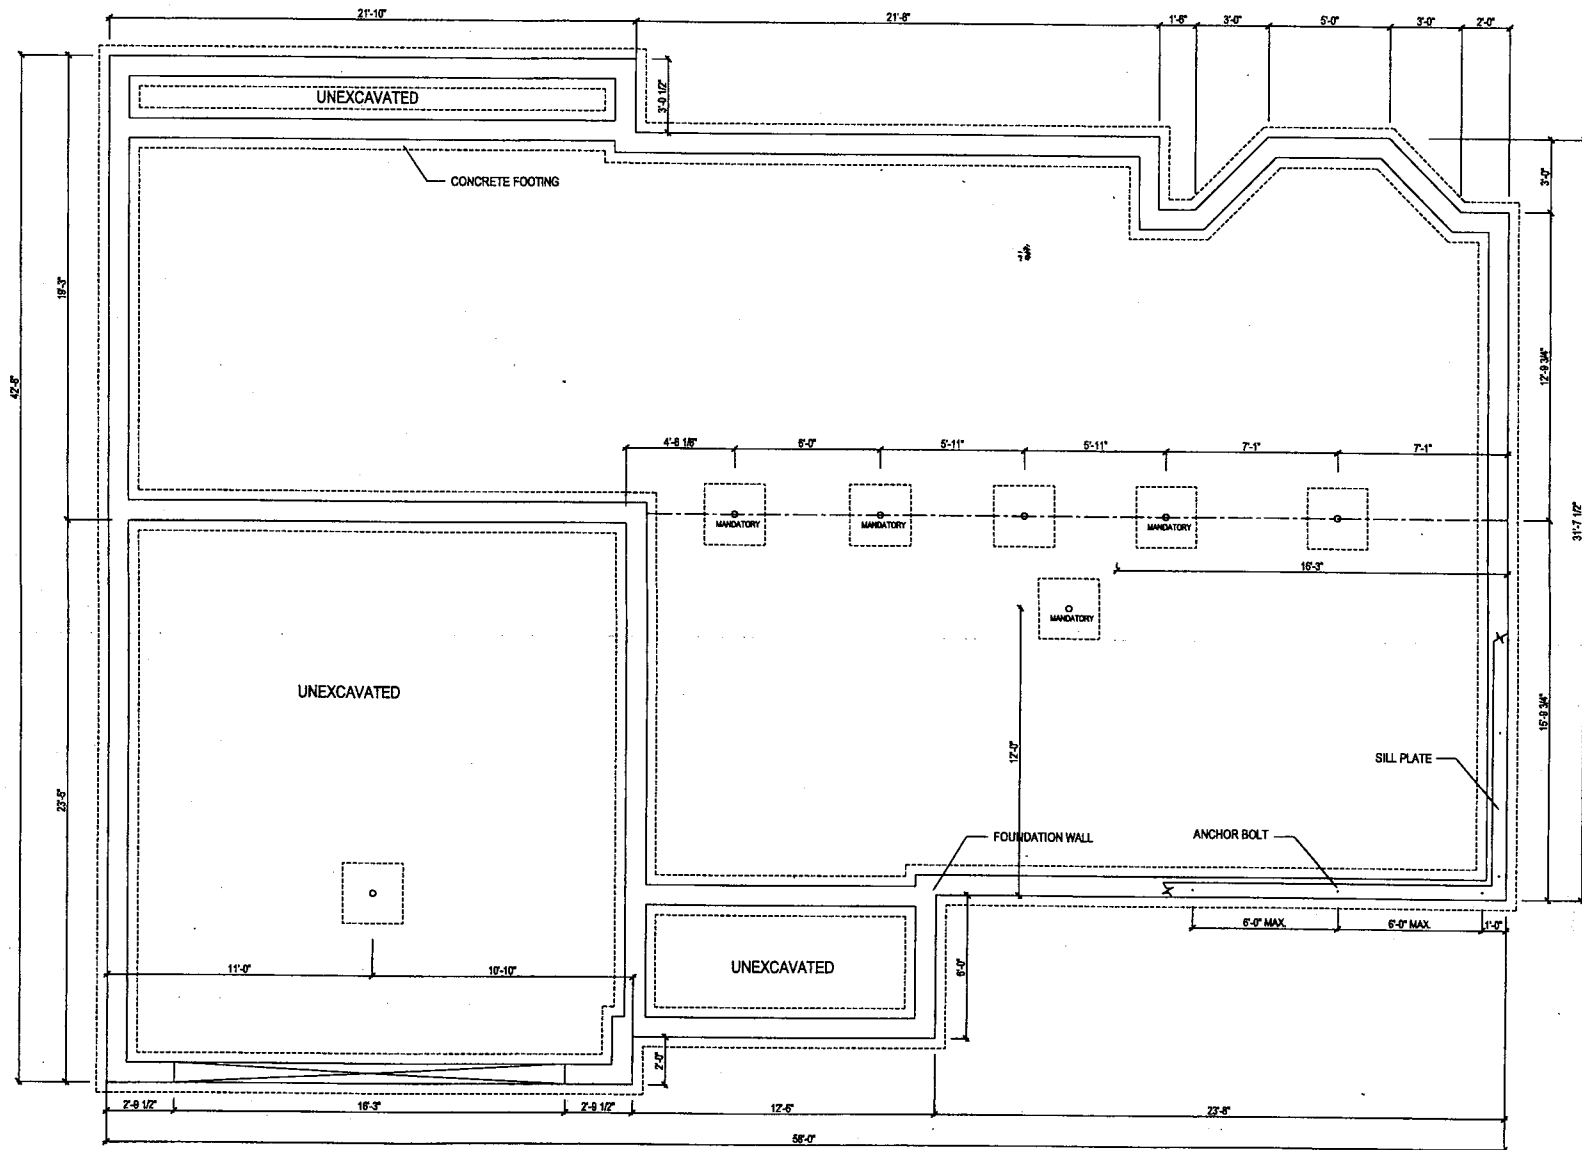 21'-10"
21'-8"
1'-6"
3'-0"
5'-0"
3'-0"
2'-0"
3'-0 1/2"
UNEXCAVATED
CONCRETE FOOTING
3'-0"
19'-3"
42'-8"
12'-9 3/4"
4'-6 1/8"
6'-0"
5'-11"
5'-11"
7'-1"
7'-1"
31'-7 1/2"
MANDATORY
MANDATORY
MANDATORY
16'-3"
MANDATORY
UNEXCAVATED
15'-9 3/4"
12'-0"
SILL PLATE
FOUNDATION WALL
ANCHOR BOLT
6'-0" MAX.
6'-0" MAX.
1'-0"
11'-0"
10'-10"
UNEXCAVATED
6'-0"
2'-0"
2'-9 1/2"
16'-3"
2'-9 1/2"
12'-6"
23'-8"
58'-0"